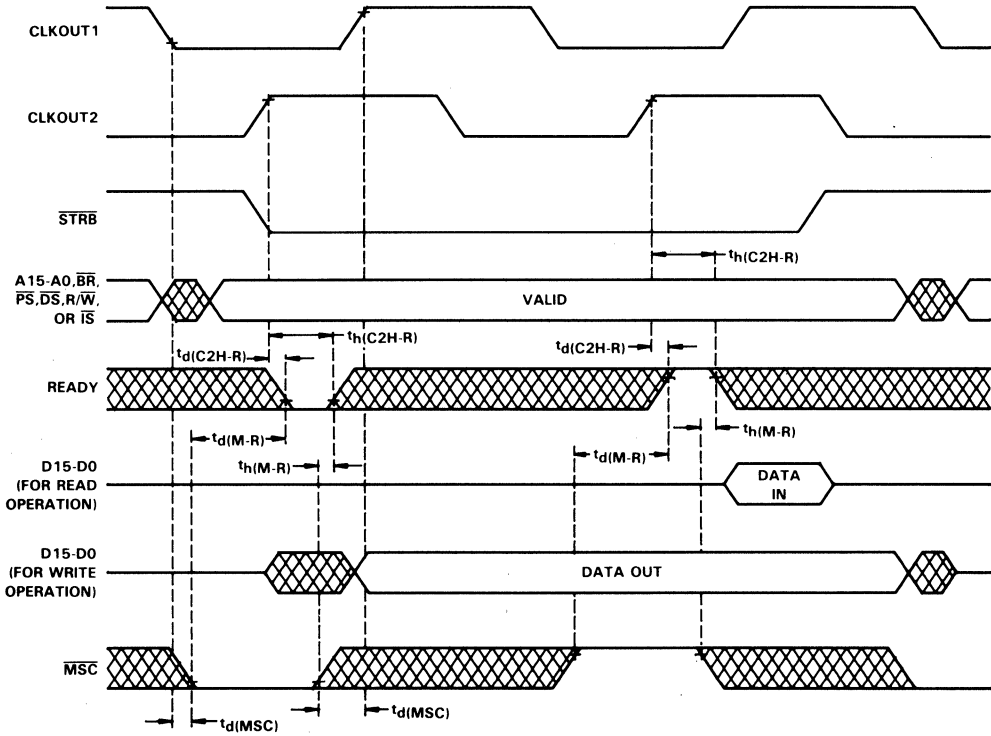 CLKOUT1
CLKOUT2
STRB
th(C2H-R)
A15-A0, BR,
PS, DS, R/W,
OR IS
VALID
td(C2H-R)
th(C2H-R)
td(C2H-R)
READY
td(M-R)
th(M-R)
td(M-R)
th(M-R)
D15-D0
(FOR READ
OPERATION)
DATA
IN
D15-D0
(FOR WRITE
OPERATION)
DATA OUT
MSC
td(MSC)
td(MSC)